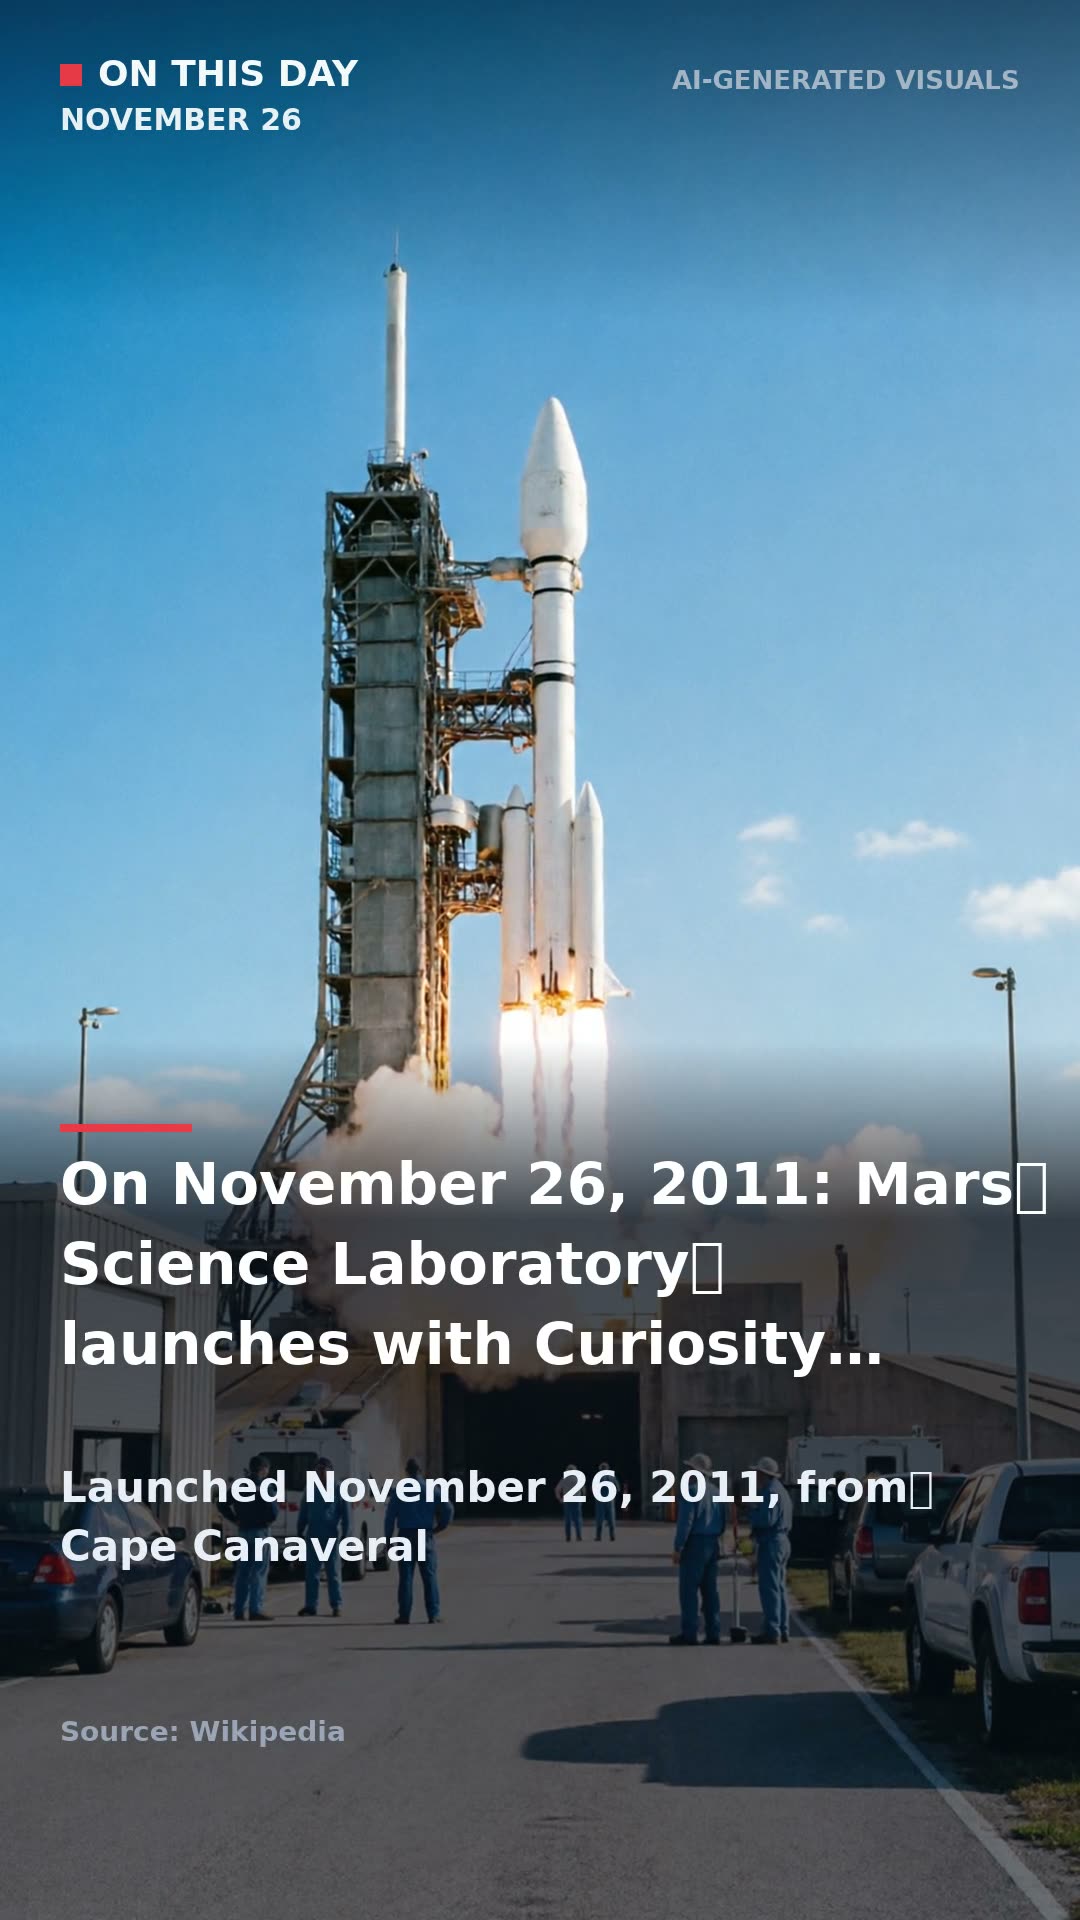 ON THIS DAY
NOVEMBER 26
AI-GENERATED VISUALS
On November 26, 2011: Mars▯
Science Laboratory▯
launches with Curiosity…
Launched November 26, 2011, from▯
Cape Canaveral
Source: Wikipedia